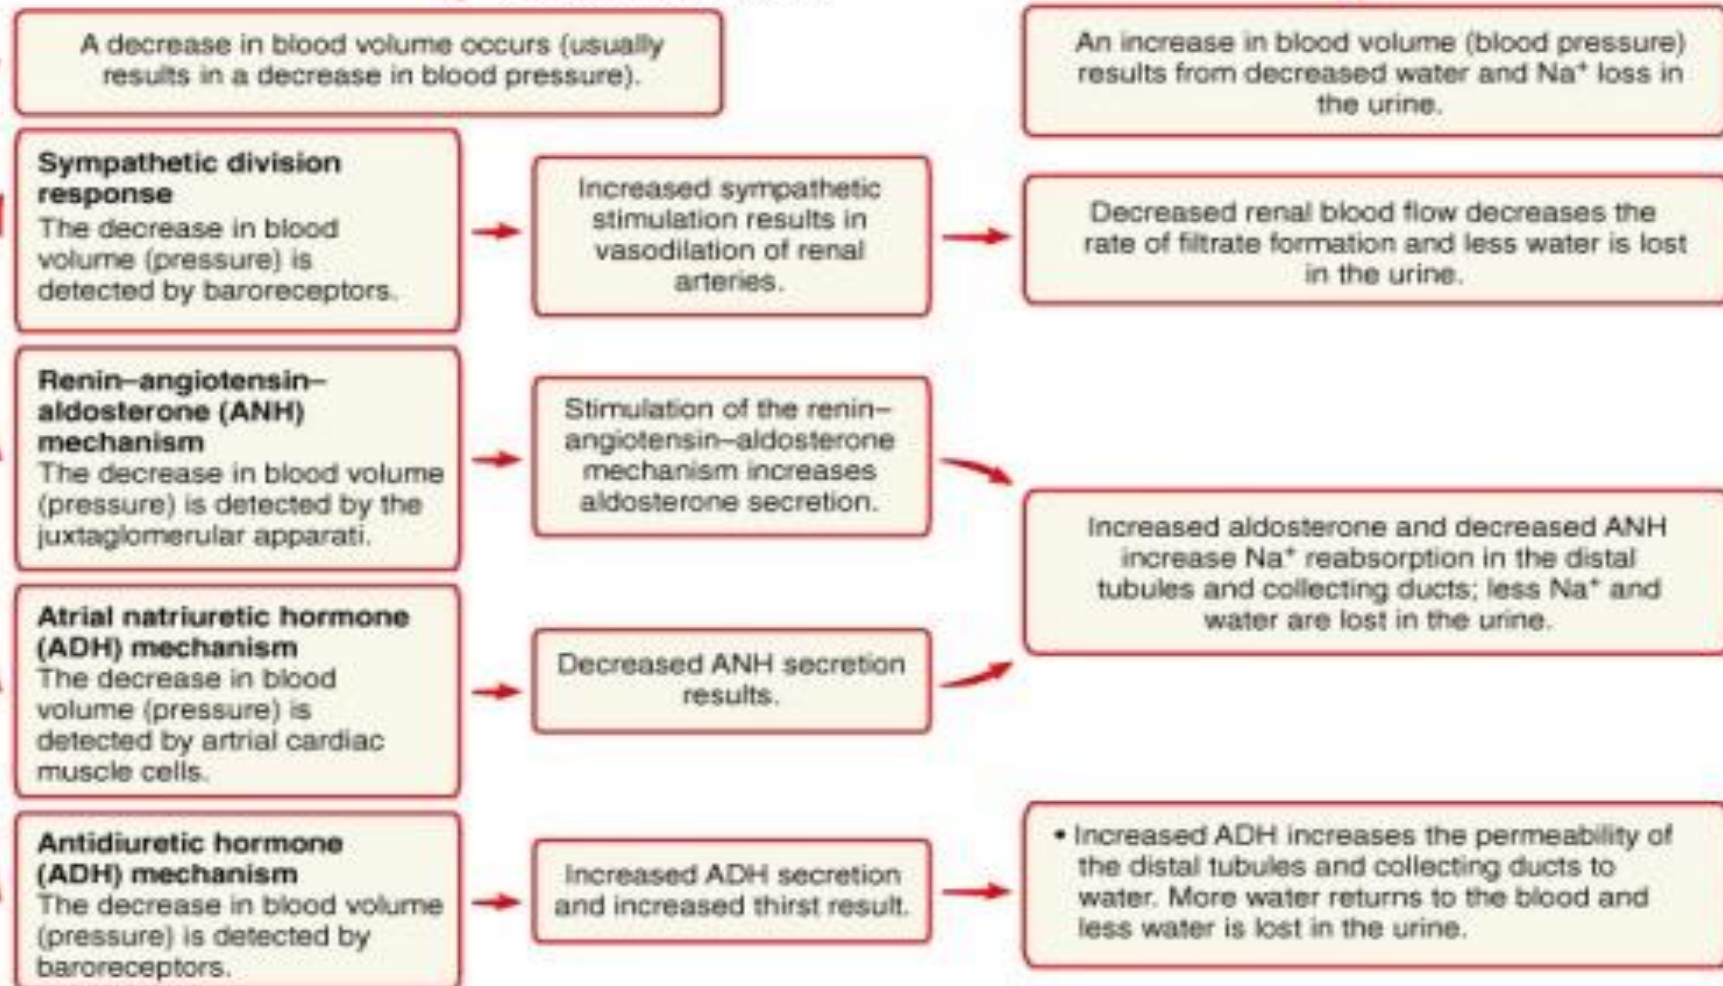 A decrease in blood volume occurs (usually
results in a decrease in blood pressure).
An increase in blood volume (blood pressure)
results from decreased water and Na⁺ loss in
the urine.
Sympathetic division
response
The decrease in blood
volume (pressure) is
detected by baroreceptors.
Increased sympathetic
stimulation results in
vasodilation of renal
arteries.
Decreased renal blood flow decreases the
rate of filtrate formation and less water is lost
in the urine.
Renin–angiotensin–
aldosterone (ANH)
mechanism
The decrease in blood volume
(pressure) is detected by the
juxtaglomerular apparati.
Stimulation of the renin–
angiotensin–aldosterone
mechanism increases
aldosterone secretion.
Increased aldosterone and decreased ANH
increase Na⁺ reabsorption in the distal
tubules and collecting ducts; less Na⁺ and
water are lost in the urine.
Atrial natriuretic hormone
(ADH) mechanism
The decrease in blood
volume (pressure) is
detected by artrial cardiac
muscle cells.
Decreased ANH secretion
results.
Antidiuretic hormone
(ADH) mechanism
The decrease in blood volume
(pressure) is detected by
baroreceptors.
Increased ADH secretion
and increased thirst result.
• Increased ADH increases the permeability of
the distal tubules and collecting ducts to
water. More water returns to the blood and
less water is lost in the urine.